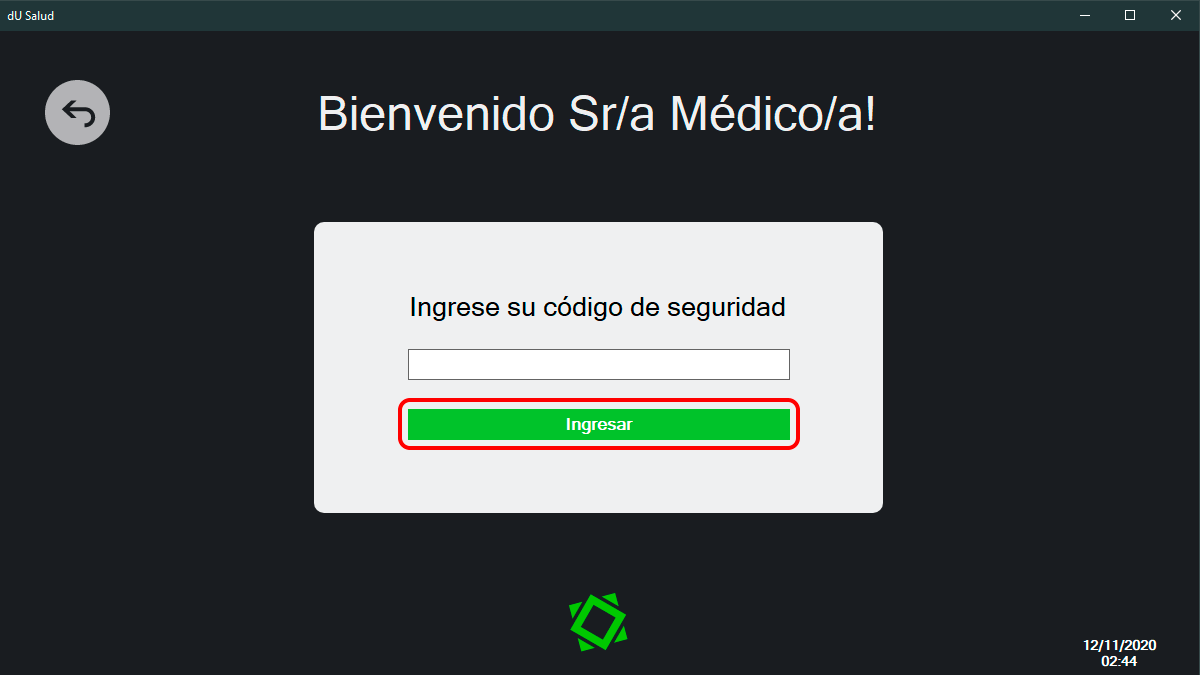 dU Salud
Bienvenido Sr/a Médico/a!
Ingrese su código de seguridad
Ingresar
12/11/2020
02:44